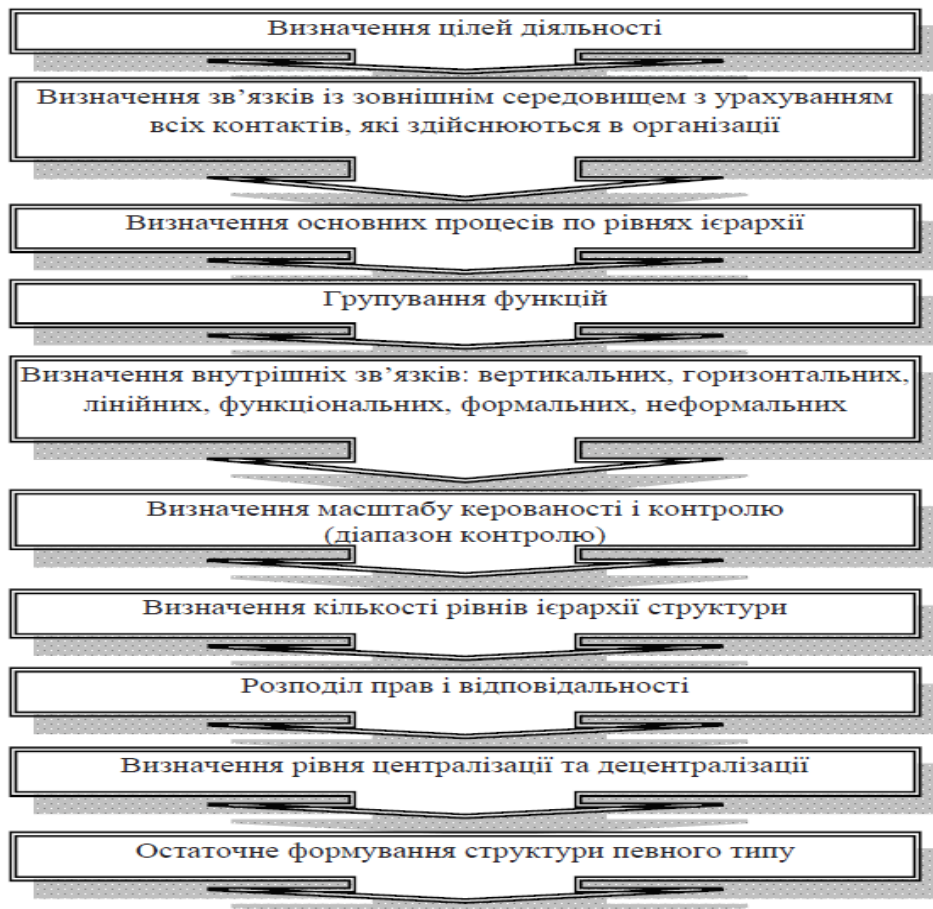 Визначення цілей діяльності
Визначення зв’язків із зовнішнім середовищем з урахуванням
всіх контактів, які здійснюються в організації
Визначення основних процесів по рівнях ієрархії
Групування функцій
Визначення внутрішніх зв’язків: вертикальних, горизонтальних,
лінійних, функціональних, формальних, неформальних
Визначення масштабу керованості і контролю
(діапазон контролю)
Визначення кількості рівнів ієрархії структури
Розподіл прав і відповідальності
Визначення рівня централізації та децентралізації
Остаточне формування структури певного типу